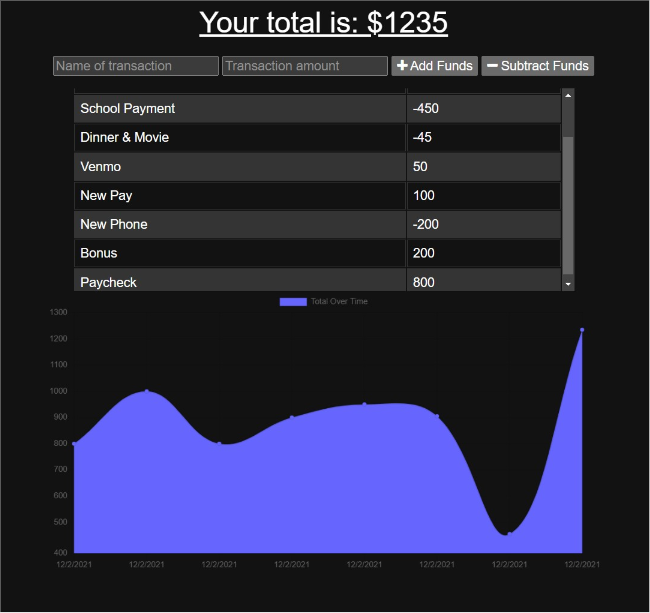 Your total is: $1235
Name of transaction Transaction amount Add Funds Subtract Funds
School Payment -450
Dinner & Movie -45
Venmo 50
New Pay 100
New Phone -200
Bonus 200
Paycheck 800
Total Over Time
1300
1200
1100
1000
900
800
700
600
500
400
12/2/2021 12/2/2021 12/2/2021 12/2/2021 12/2/2021 12/2/2021 12/2/2021 12/2/2021